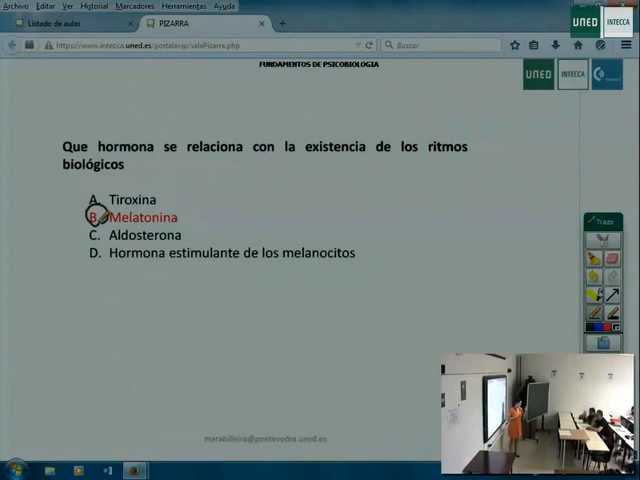 Archivo Editar Ver Historial Marcadores Herramientas Ayuda
Listado de aulas
PIZARRA
https://www.intecca.uned.es/portalavip/salaPizarra.php
Buscar
UNED
INTECCA
FUNDAMENTOS DE PSICOBIOLOGIA
UNED
INTECCA
Que hormona se relaciona con la existencia de los ritmos
biológicos
A. Tiroxina
B. Melatonina
C. Aldosterona
D. Hormona estimulante de los melanocitos
Trazo
marabilleira@pontevedra.uned.es